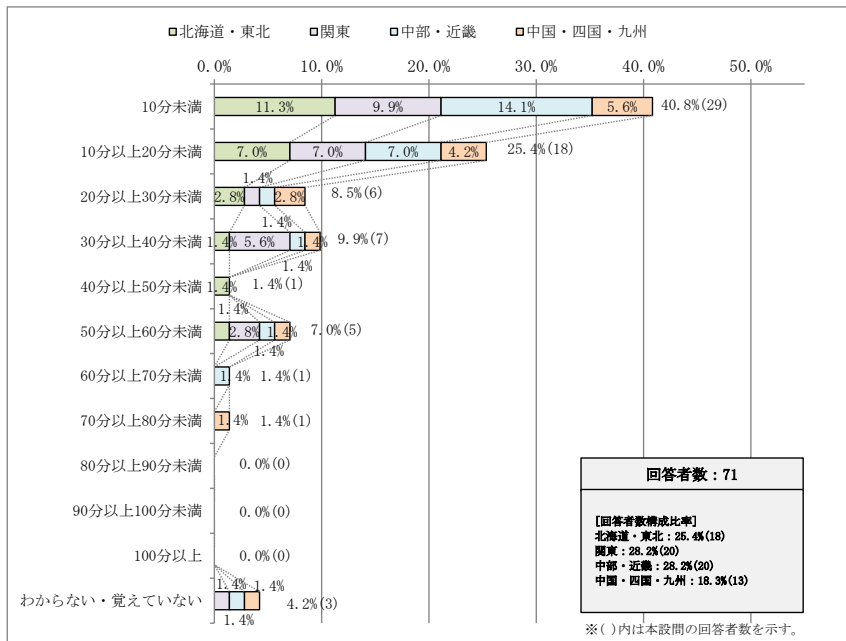 北海道・東北 関東 中部・近畿 中国・四国・九州
0.0% 10.0% 20.0% 30.0% 40.0% 50.0%
10分未満 11.3% 9.9% 14.1% 5.6% 40.8%(29)
10分以上20分未満 7.0% 7.0% 7.0% 4.2% 25.4%(18)
1.4%
20分以上30分未満 2.8% 2.8% 8.5%(6)
1.4%
30分以上40分未満 1.4% 5.6% 1.4% 9.9%(7)
1.4%
40分以上50分未満 1.4% 1.4%(1)
1.4%
50分以上60分未満 2.8% 1.4% 7.0%(5)
1.4%
60分以上70分未満 1.4% 1.4%(1)
70分以上80分未満 1.4% 1.4%(1)
80分以上90分未満 0.0%(0)
90分以上100分未満 0.0%(0)
100分以上 0.0%(0)
1.4% 1.4%
わからない・覚えていない 4.2%(3)
1.4%
回答者数：71
[回答者数構成比率]
北海道・東北：25.4%(18)
関東：28.2%(20)
中部・近畿：28.2%(20)
中国・四国・九州：18.3%(13)
※( )内は本設問の回答者数を示す。